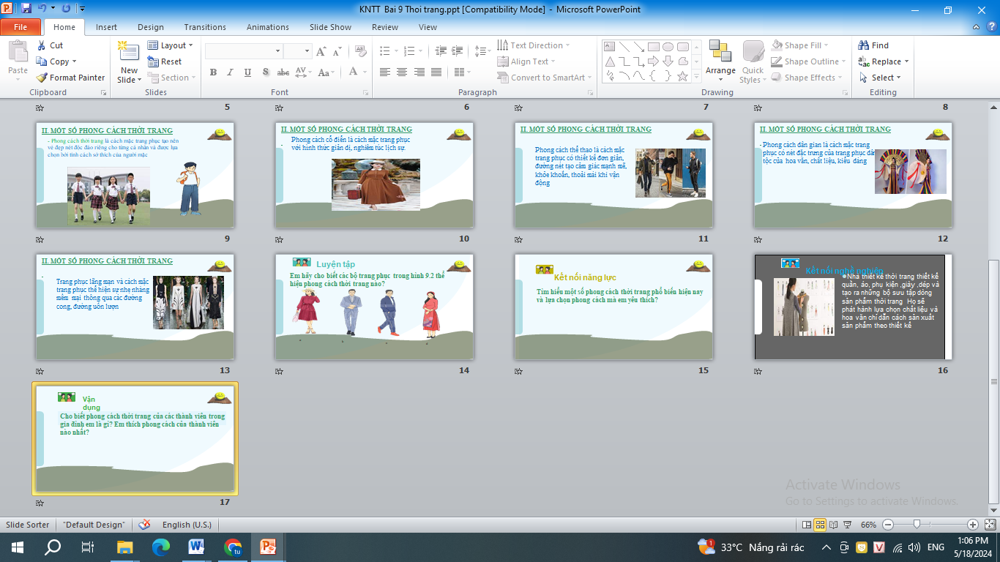 KNTT Bai 9 Thoi trang.ppt [Compatibility Mode] - Microsoft PowerPoint
File Home Insert Design Transitions Animations Slide Show Review View
Paste
Cut
Copy
Format Painter
Clipboard
New
Slide
Layout
Reset
Section
Slides
Font
Paragraph
Text Direction
Align Text
Convert to SmartArt
Arrange
Quick
Styles
Shape Fill
Shape Outline
Shape Effects
Drawing
Find
Replace
Select
Editing
5 6 7 8
II. MỘT SỐ PHONG CÁCH THỜI TRANG
- Phong cách thời trang là cách mặc trang phục tạo nên
vẻ đẹp nét độc đáo riêng cho từng cá nhân và được lựa
chọn bởi tính cách sở thích của người mặc
9
II. MỘT SỐ PHONG CÁCH THỜI TRANG
Phong cách cổ điển là cách mặc trang phục
với hình thức giản dị, nghiêm túc lịch sự.
10
II. MỘT SỐ PHONG CÁCH THỜI TRANG
Phong cách thể thao là cách mặc
trang phục có thiết kế đơn giản,
đường nét tạo cảm giác mạnh mẽ,
khỏe khoắn, thoải mái khi vận
động
11
II. MỘT SỐ PHONG CÁCH THỜI TRANG
- Phong cách dân gian là cách mặc trang
phục có nét đặc trưng của trang phục dân
tộc của hoa văn, chất liệu, kiểu dáng
12
II. MỘT SỐ PHONG CÁCH THỜI TRANG
-
Trang phục lãng mạn và cách mặc
trang phục thể hiện sự nhẹ nhàng
mềm mại thông qua các đường
cong, đường uốn lượn
13
Luyện tập
Em hãy cho biết các bộ trang phục trong hình 9.2 thể
hiện phong cách thời trang nào?
14
Kết nối năng lực
Tìm hiểu một số phong cách thời trang phổ biến hiện nay
và lựa chọn phong cách mà em yêu thích?
15
Kết nối nghề nghiệp
Nhà thiết kế thời trang thiết kế
quần, áo, phụ kiện ,giày ,dép và
tạo ra những bộ sưu tập dòng
sản phẩm thời trang Họ sẽ
phát hành lựa chọn chất liệu và
hoa văn chỉ dẫn cách sản xuất
sản phẩm theo thiết kế
16
Vận
dụng
Cho biết phong cách thời trang của các thành viên trong
gia đình em là gì? Em thích phong cách của thành viên
nào nhất?
17
Activate Windows
Go to Settings to activate Windows.
Slide Sorter "Default Design" English (U.S.) 66%
33°C Nắng rải rác ENG
1:06 PM
5/18/2024